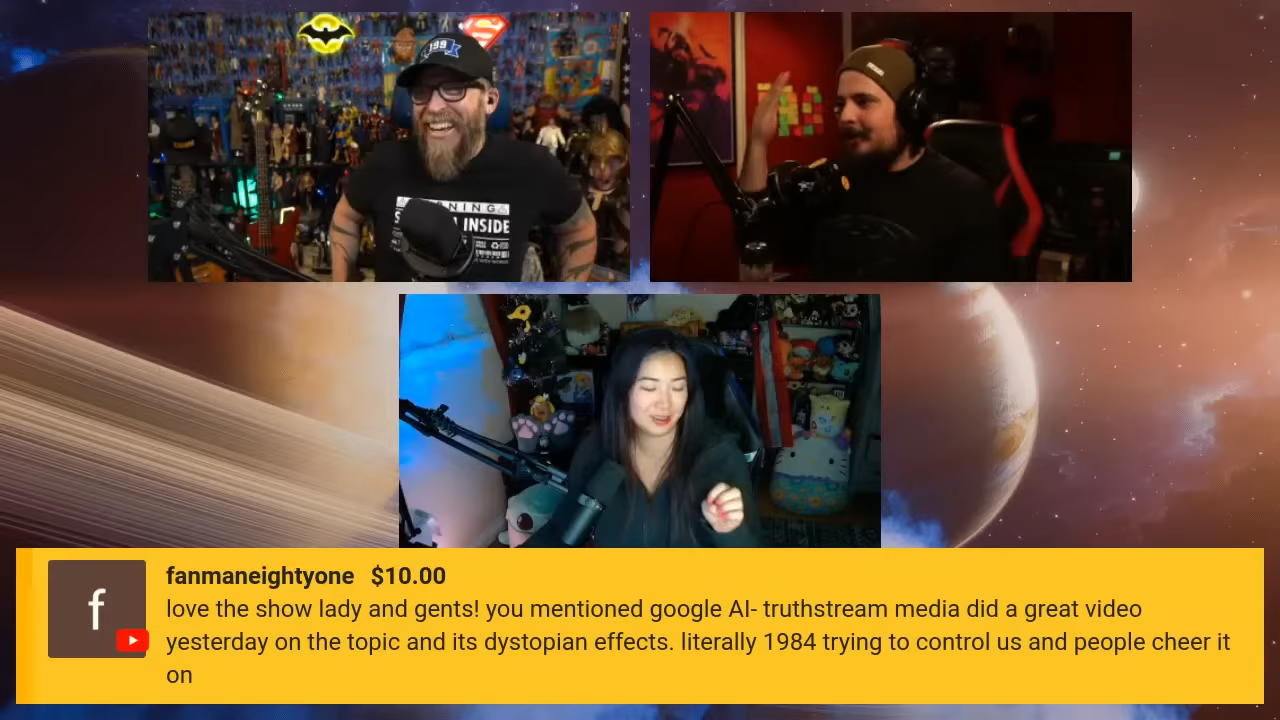 199
NING
INSIDE
f
fanmaneightyone $10.00
love the show lady and gents! you mentioned google AI- truthstream media did a great video
yesterday on the topic and its dystopian effects. literally 1984 trying to control us and people cheer it
on